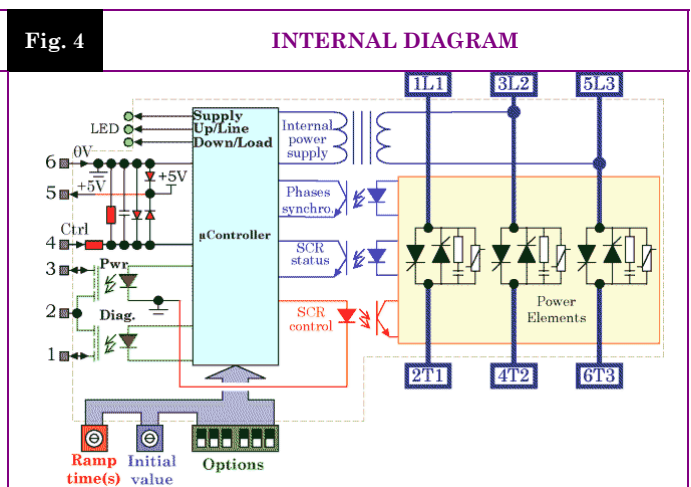 Fig. 4
INTERNAL DIAGRAM
1L1
3L2
5L3
Supply
LED
Up/Line
Down/Load
Internal
power
supply
6
0V
5
+5V
+5V
Phases
synchro.
Ctrl
4
µController
SCR
status
3
Pwr
2
Diag.
SCR
control
Power
Elements
1
2T1
4T2
6T3
Ramp
time(s)
Initial
value
Options